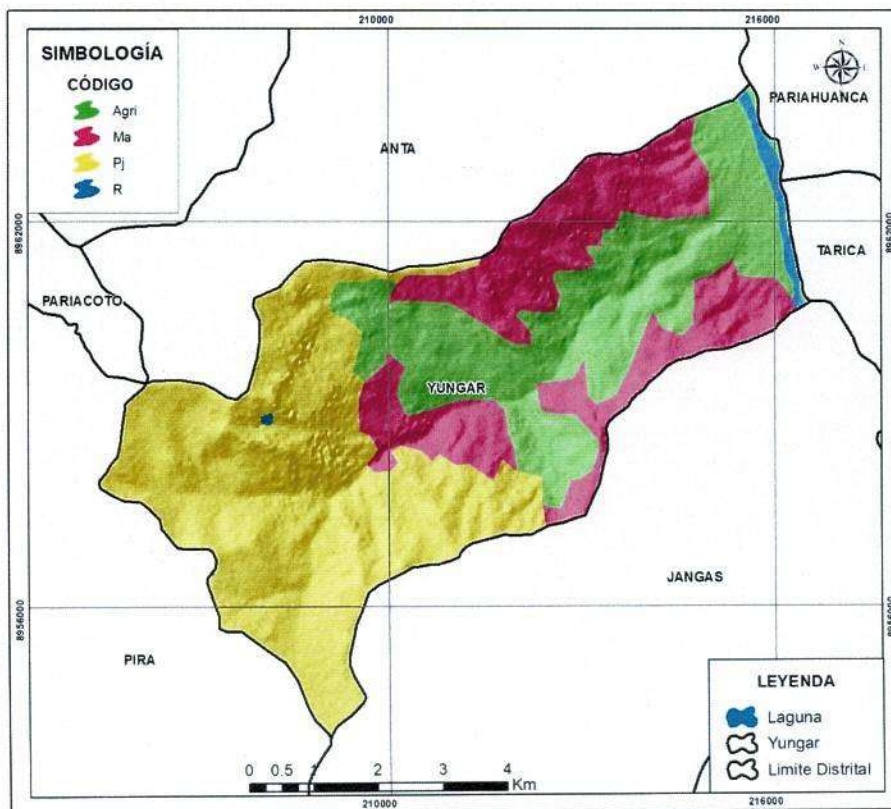 210000
216000
SIMBOLOGÍA
CÓDIGO
Agri
Ma
Pj
R
N
W
E
S
PARIAHUANCA
ANTA
8962000
8962000
TARICA
PARIACOTO
YUNGAR
JANGAS
8956000
8956000
PIRA
LEYENDA
Laguna
Yungar
Limite Distrital
0 0.5 1 2 3 4
Km
210000
216000